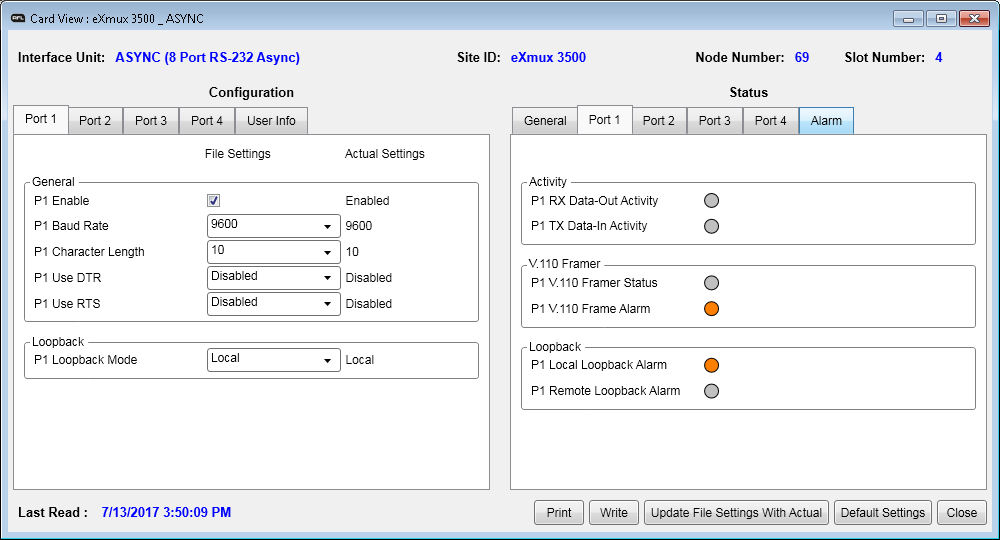 AFL Card View : eXmux 3500 _ ASYNC
Interface Unit: ASYNC (8 Port RS-232 Async) Site ID: eXmux 3500 Node Number: 69 Slot Number: 4
Configuration
Port 1 Port 2 Port 3 Port 4 User Info
File Settings Actual Settings
General
P1 Enable Enabled
P1 Baud Rate 9600 9600
P1 Character Length 10 10
P1 Use DTR Disabled Disabled
P1 Use RTS Disabled Disabled
Loopback
P1 Loopback Mode Local Local
Status
General Port 1 Port 2 Port 3 Port 4 Alarm
Activity
P1 RX Data-Out Activity
P1 TX Data-In Activity
V.110 Framer
P1 V.110 Framer Status
P1 V.110 Frame Alarm
Loopback
P1 Local Loopback Alarm
P1 Remote Loopback Alarm
Last Read : 7/13/2017 3:50:09 PM
Print Write Update File Settings With Actual Default Settings Close